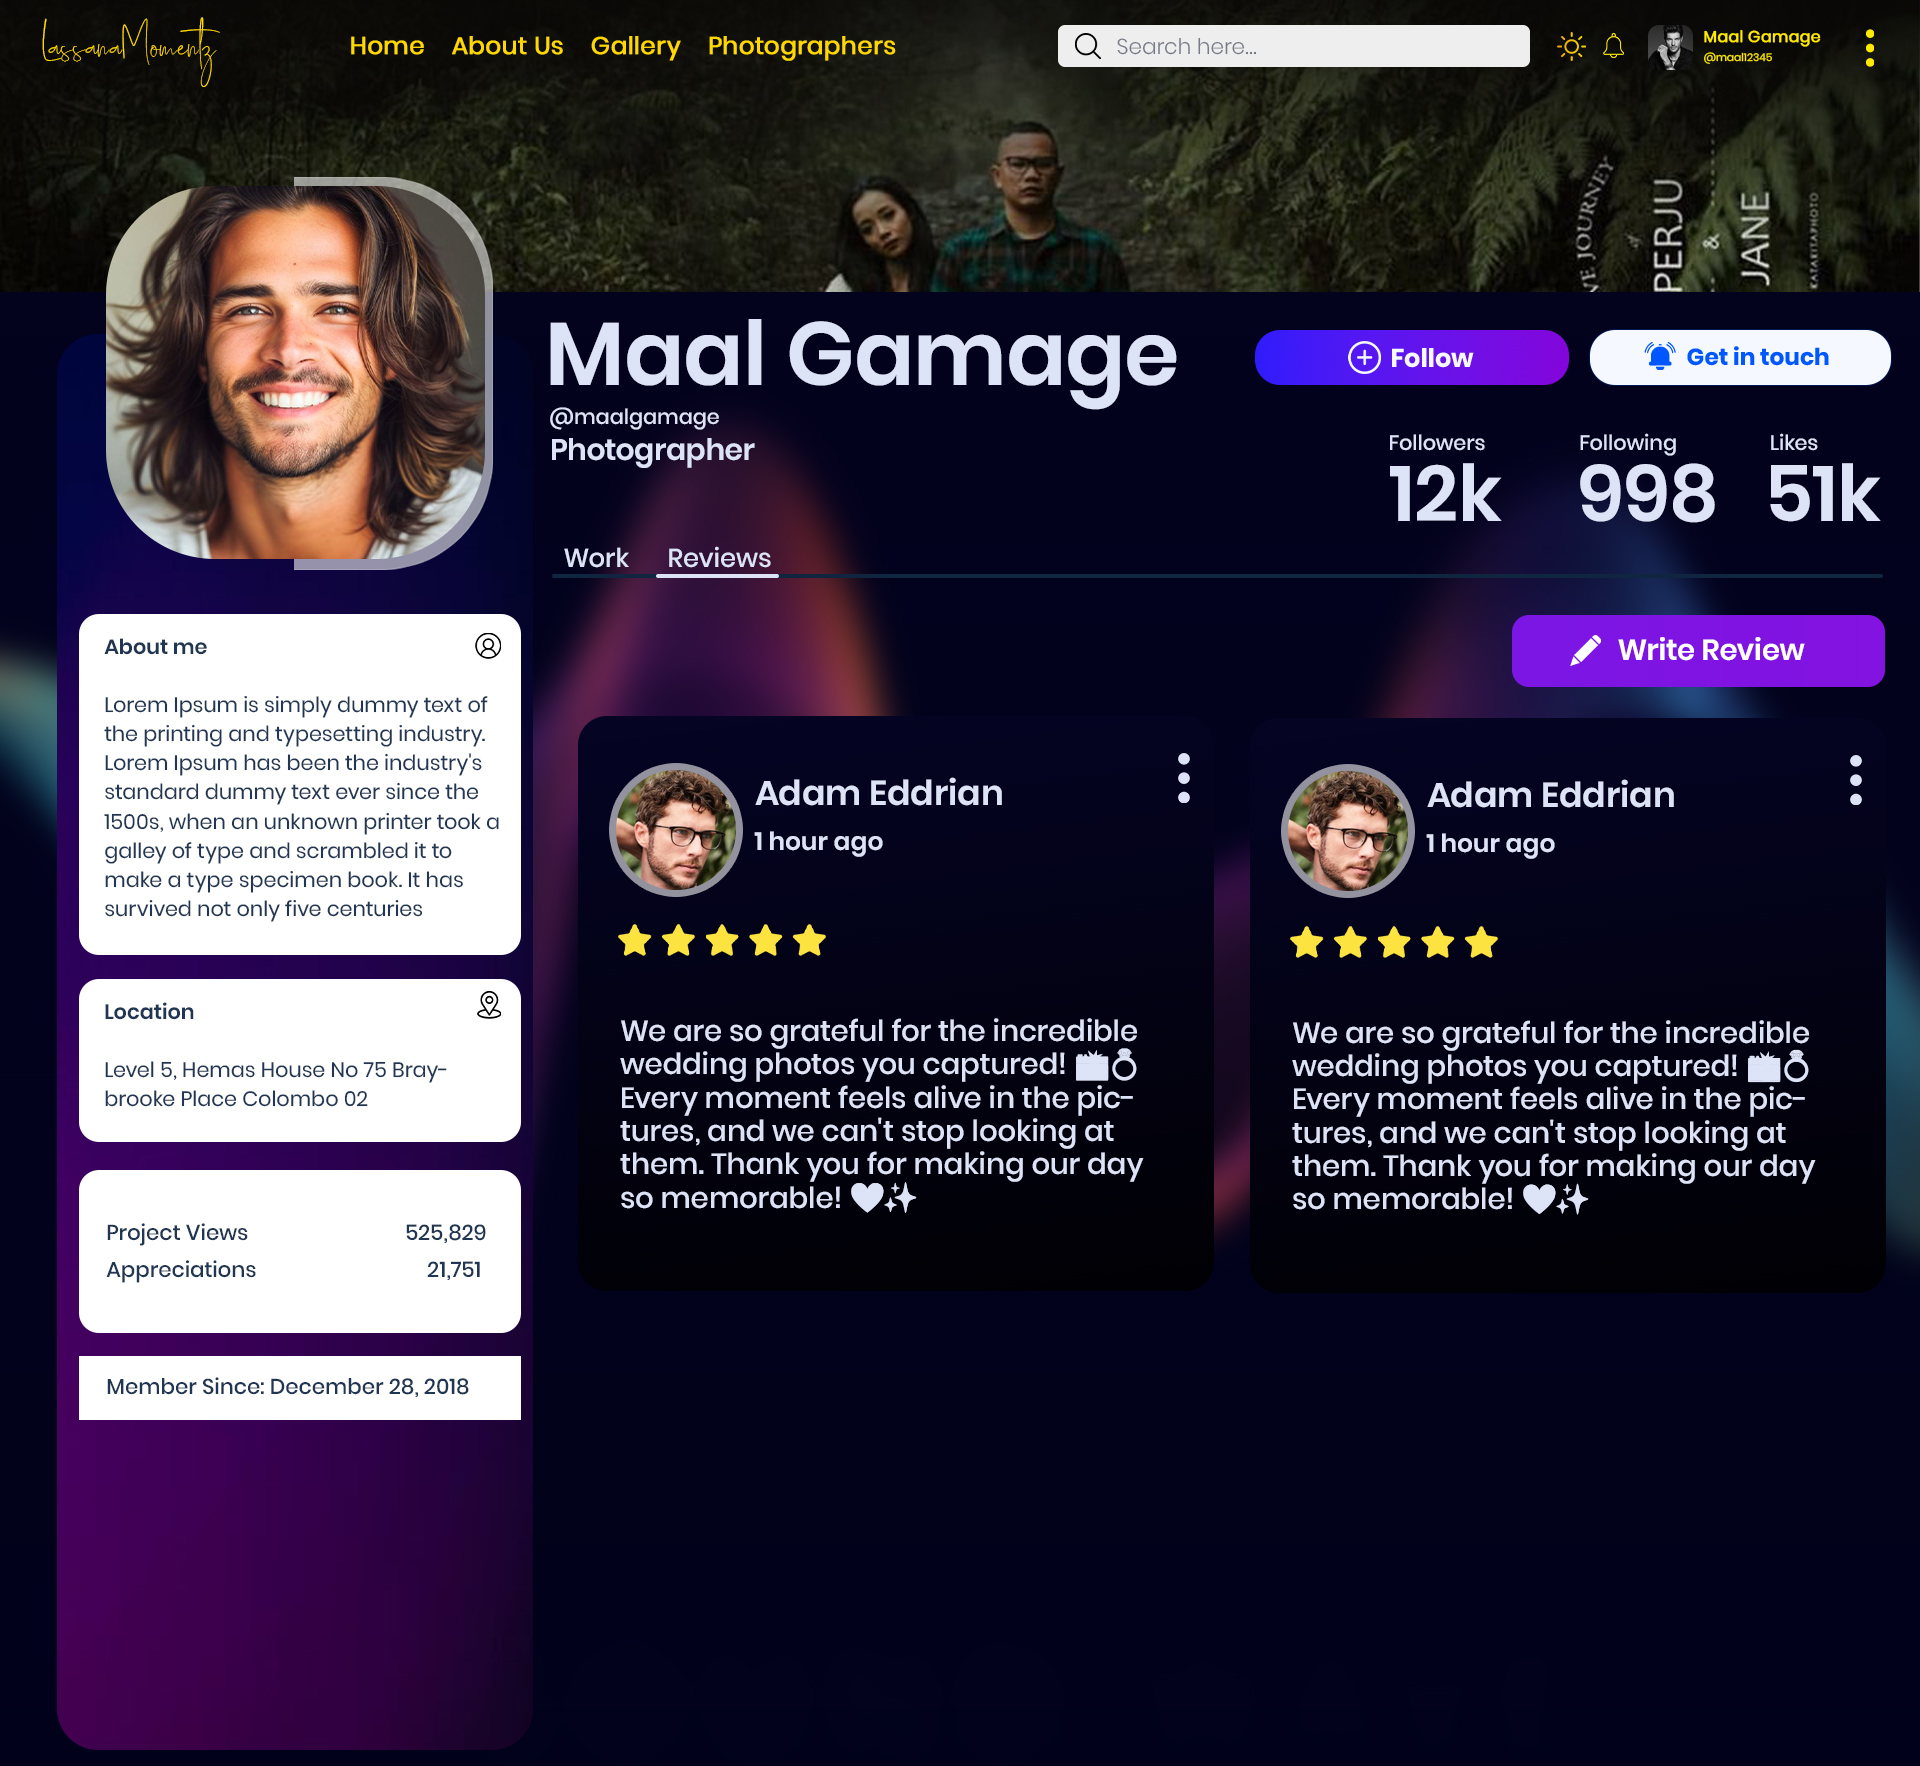 LassanaMomentz
Home About Us Gallery Photographers
Search here...
Maal Gamage
@maal12345
JOURNEY
of
PERJU
&
JANE
Maal Gamage
@maalgamage
Photographer
Follow
Get in touch
Followers Following Likes
12k 998 51k
Work Reviews
Write Review
About me
Lorem Ipsum is simply dummy text of
the printing and typesetting industry.
Lorem Ipsum has been the industry's
standard dummy text ever since the
1500s, when an unknown printer took a
galley of type and scrambled it to
make a type specimen book. It has
survived not only five centuries
Location
Level 5, Hemas House No 75 Bray-
brooke Place Colombo 02
Project Views 525,829
Appreciations 21,751
Member Since: December 28, 2018
Adam Eddrian
1 hour ago
We are so grateful for the incredible
wedding photos you captured! 📸💍
Every moment feels alive in the pic-
tures, and we can't stop looking at
them. Thank you for making our day
so memorable! 🖤✨
Adam Eddrian
1 hour ago
We are so grateful for the incredible
wedding photos you captured! 📸💍
Every moment feels alive in the pic-
tures, and we can't stop looking at
them. Thank you for making our day
so memorable! 🖤✨